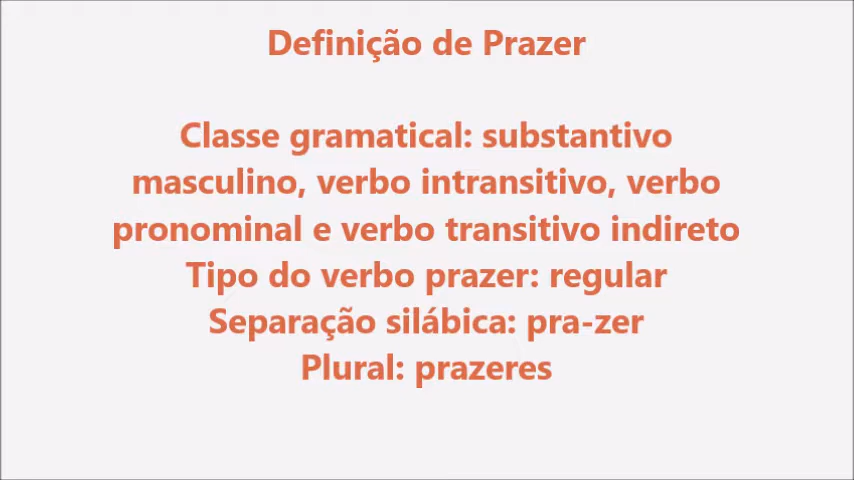 Definição de Prazer
Classe gramatical: substantivo
masculino, verbo intransitivo, verbo
pronominal e verbo transitivo indireto
Tipo do verbo prazer: regular
Separação silábica: pra-zer
Plural: prazeres